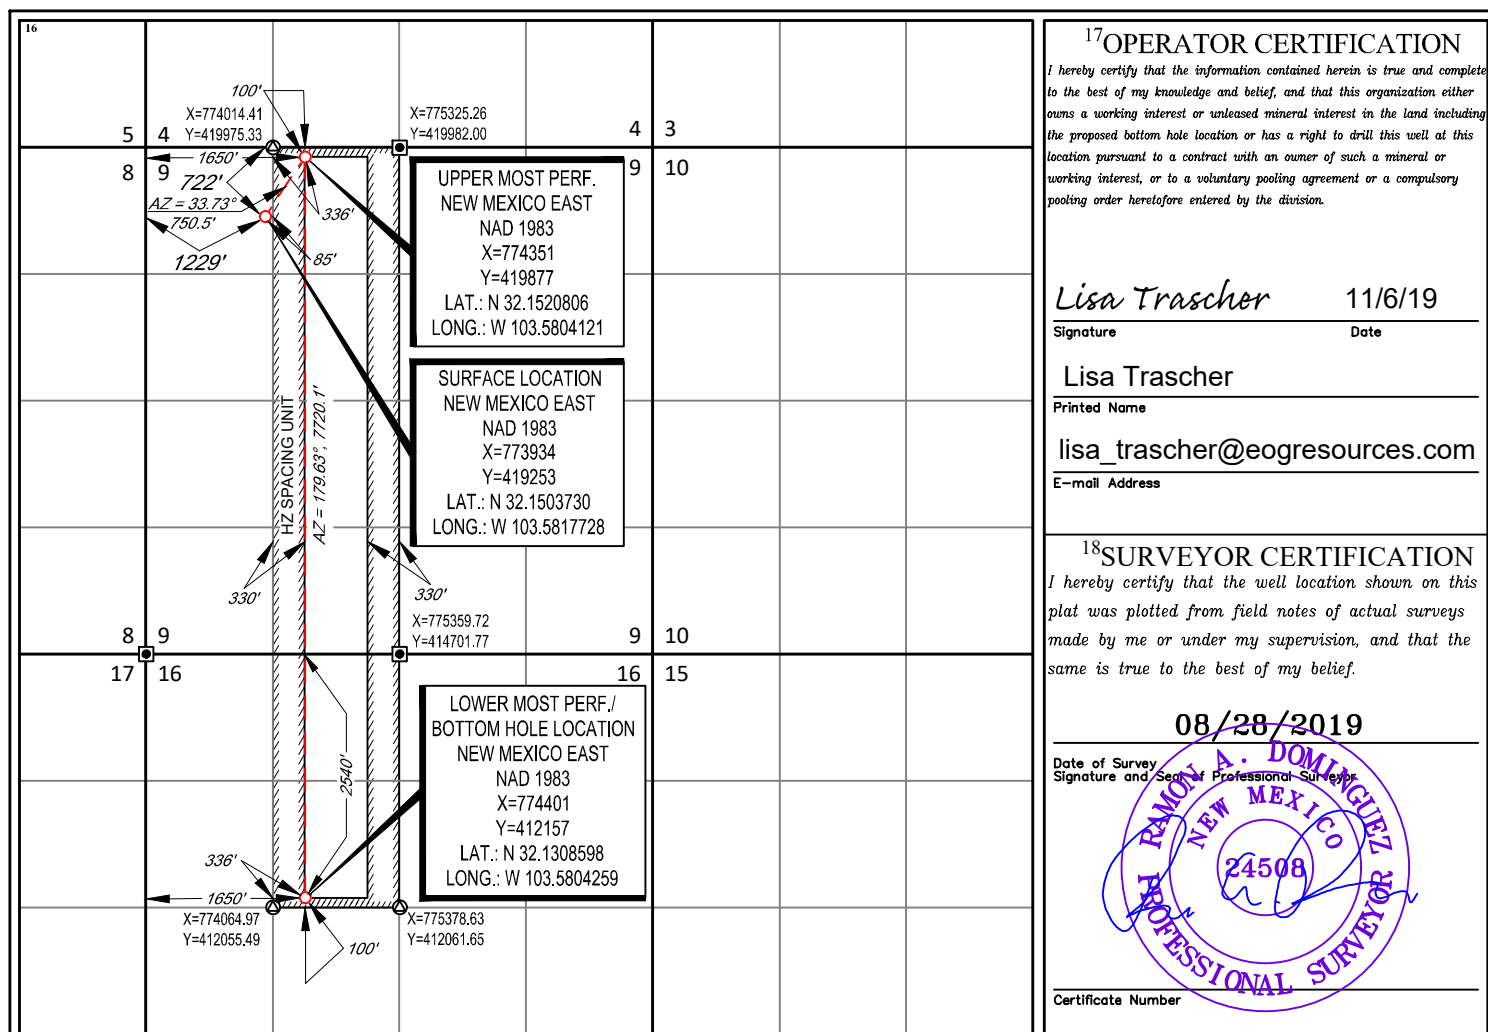 16
100'
X=774014.41
Y=419975.33
X=775325.26
Y=419982.00
5 4
4 3
8 9
9 10
1650'
722'
AZ = 33.73°
750.5'
1229'
336'
85'
UPPER MOST PERF.
NEW MEXICO EAST
NAD 1983
X=774351
Y=419877
LAT.: N 32.1520806
LONG.: W 103.5804121
SURFACE LOCATION
NEW MEXICO EAST
NAD 1983
X=773934
Y=419253
LAT.: N 32.1503730
LONG.: W 103.5817728
HZ SPACING UNIT
AZ = 179.63°, 7720.1'
330'
330'
X=775359.72
Y=414701.77
8 9
9 10
17 16
16 15
LOWER MOST PERF./
BOTTOM HOLE LOCATION
NEW MEXICO EAST
NAD 1983
X=774401
Y=412157
LAT.: N 32.1308598
LONG.: W 103.5804259
2540'
336'
1650'
X=774064.97
Y=412055.49
X=775378.63
Y=412061.65
100'
17OPERATOR CERTIFICATION
I hereby certify that the information contained herein is true and complete
to the best of my knowledge and belief, and that this organization either
owns a working interest or unleased mineral interest in the land including
the proposed bottom hole location or has a right to drill this well at this
location pursuant to a contract with an owner of such a mineral or
working interest, or to a voluntary pooling agreement or a compulsory
pooling order heretofore entered by the division.
Lisa Trascher 11/6/19
Signature Date
Lisa Trascher
Printed Name
lisa_trascher@eogresources.com
E-mail Address
18SURVEYOR CERTIFICATION
I hereby certify that the well location shown on this
plat was plotted from field notes of actual surveys
made by me or under my supervision, and that the
same is true to the best of my belief.
08/28/2019
Date of Survey
Signature and Seal of Professional Surveyor
RAMON A. DOMINGUEZ
NEW MEXICO
24508
PROFESSIONAL SURVEYOR
Certificate Number